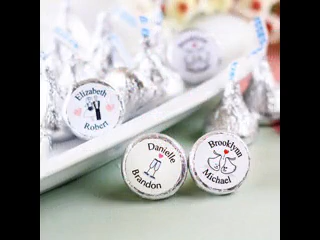 Elizabeth
Robert
Danielle
Brandon
Brooklynn
Michael